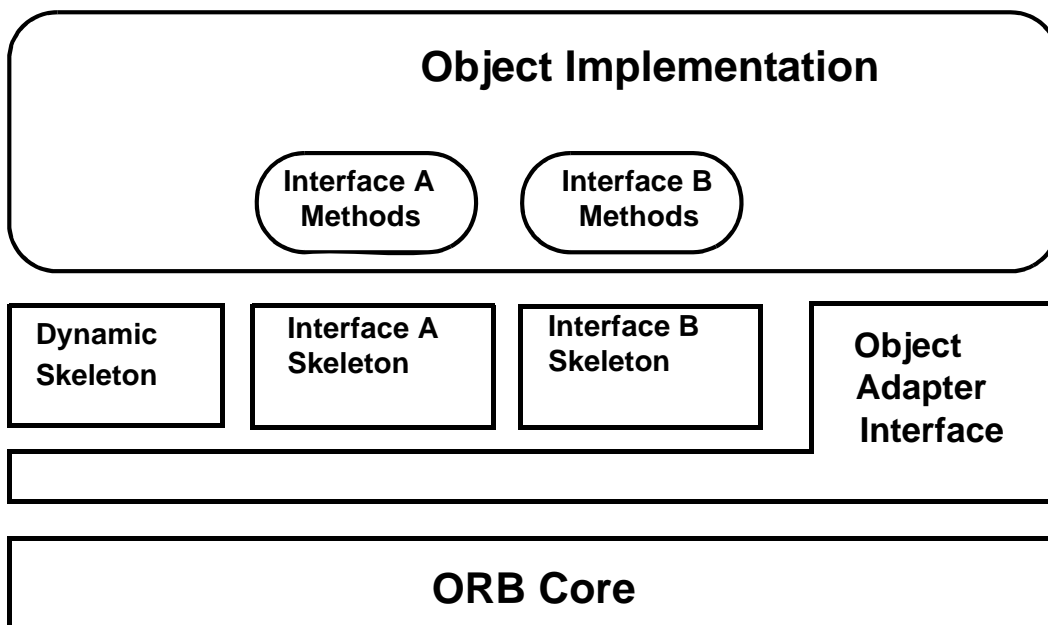 Object Implementation
Interface A
Methods
Interface B
Methods
Dynamic
Skeleton
Interface A
Skeleton
Interface B
Skeleton
Object
Adapter
Interface
ORB Core